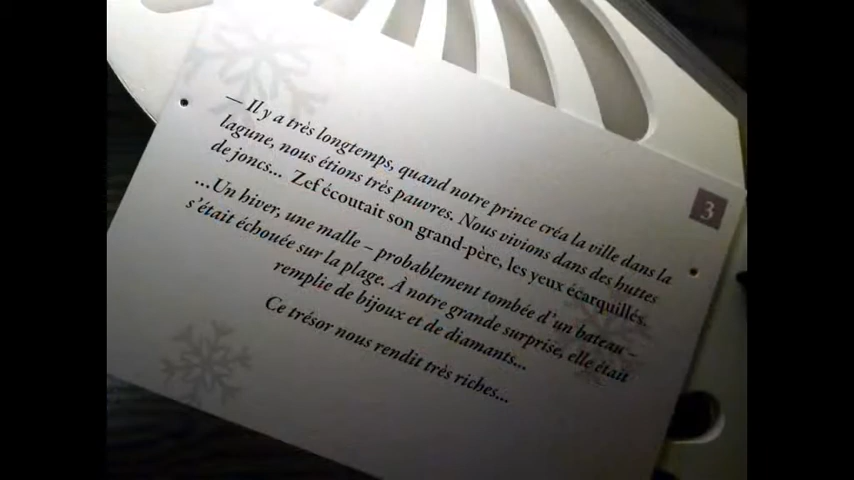 — Il y a très longtemps, quand notre prince créa la ville dans la
lagune, nous étions très pauvres. Nous vivions dans des huttes
de joncs... Zef écoutait son grand-père, les yeux écarquillés.
...Un hiver, une malle – probablement tombée d'un bateau –
s'était échouée sur la plage. À notre grande surprise, elle était
remplie de bijoux et de diamants...
Ce trésor nous rendit très riches...
3